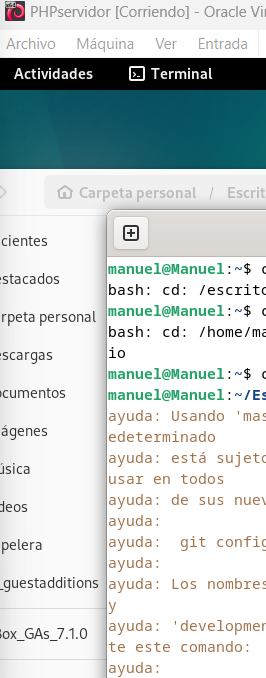 PHPservidor [Corriendo] - Oracle
Archivo Máquina Ver Entrada
Actividades Terminal
Carpeta personal /
cientes
estacados
rpeta personal
escargas
ocumentos
ágenes
úsica
deos
pelera
_guestadditions
Box_GAs_7.1.0
manuel@Manuel:~$
bash: cd: /escrito
manuel@Manuel:~$
bash: cd: /home/ma
io
manuel@Manuel:~$
manuel@Manuel:~/Es
ayuda: Usando 'mas
edeterminado
ayuda: está sujeto
usar en todos
ayuda: de sus nuev
ayuda:
ayuda: git config
ayuda:
ayuda: Los nombres
y
ayuda: 'developmen
te este comando:
ayuda: